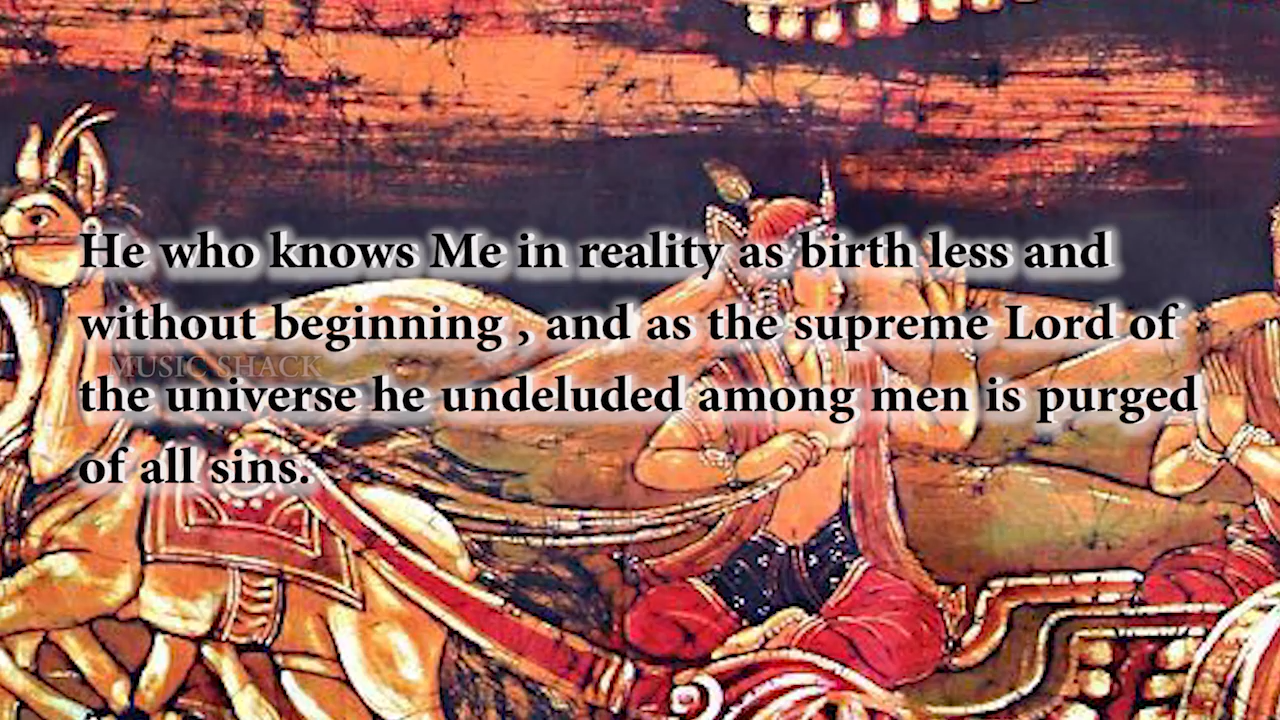 He who knows Me in reality as birth less and
without beginning , and as the supreme Lord of
MUSIC SHACK
the universe he undeluded among men is purged
of all sins.